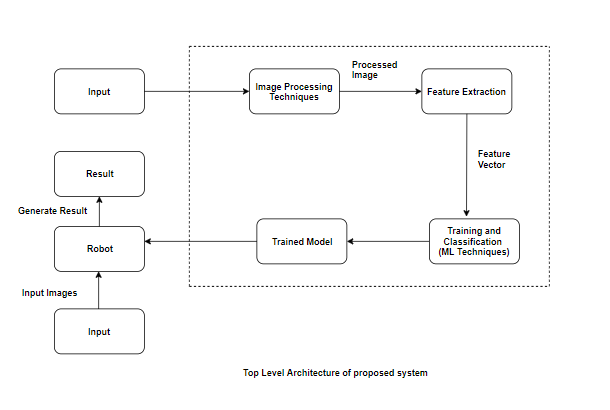 Processed
Image
Input
Image Processing
Techniques
Feature Extraction
Feature
Vector
Result
Generate Result
Training and
Classification
(ML Techniques)
Trained Model
Robot
Input Images
Input
Top Level Architecture of proposed system